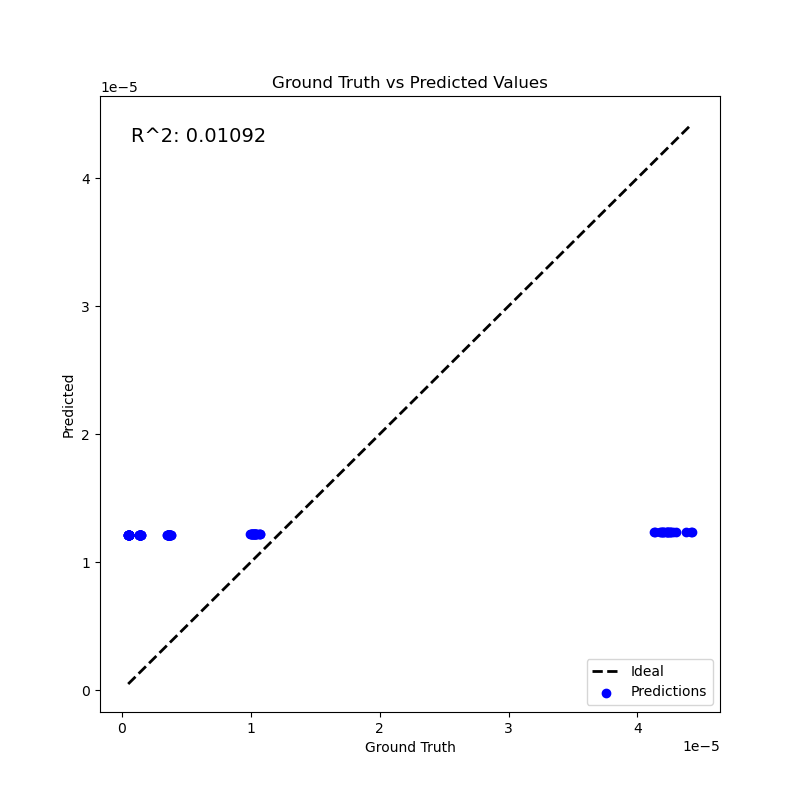 Ground Truth vs Predicted Values
1e−5
R^2: 0.01092
4
3
2
1
0
Predicted
Ideal
Predictions
0 1 2 3 4
1e−5
Ground Truth